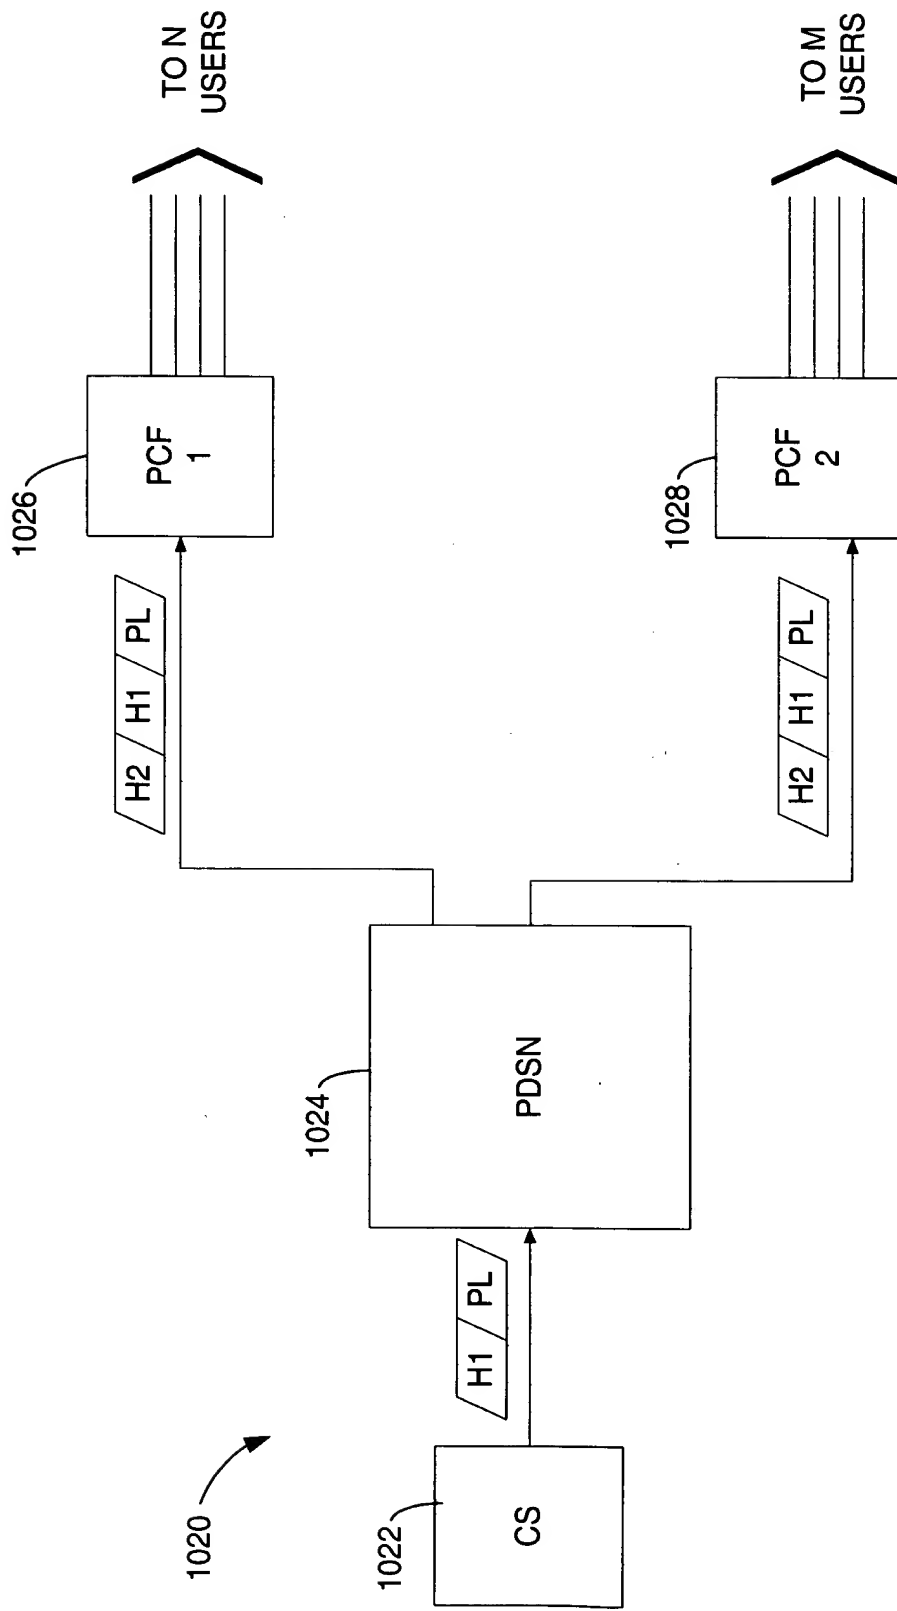 1020
CS
1022
H1
PL
PDSN
1024
H2
H1
PL
PCF
1
1026
TO N
USERS
H2
H1
PL
PCF
2
1028
TO M
USERS